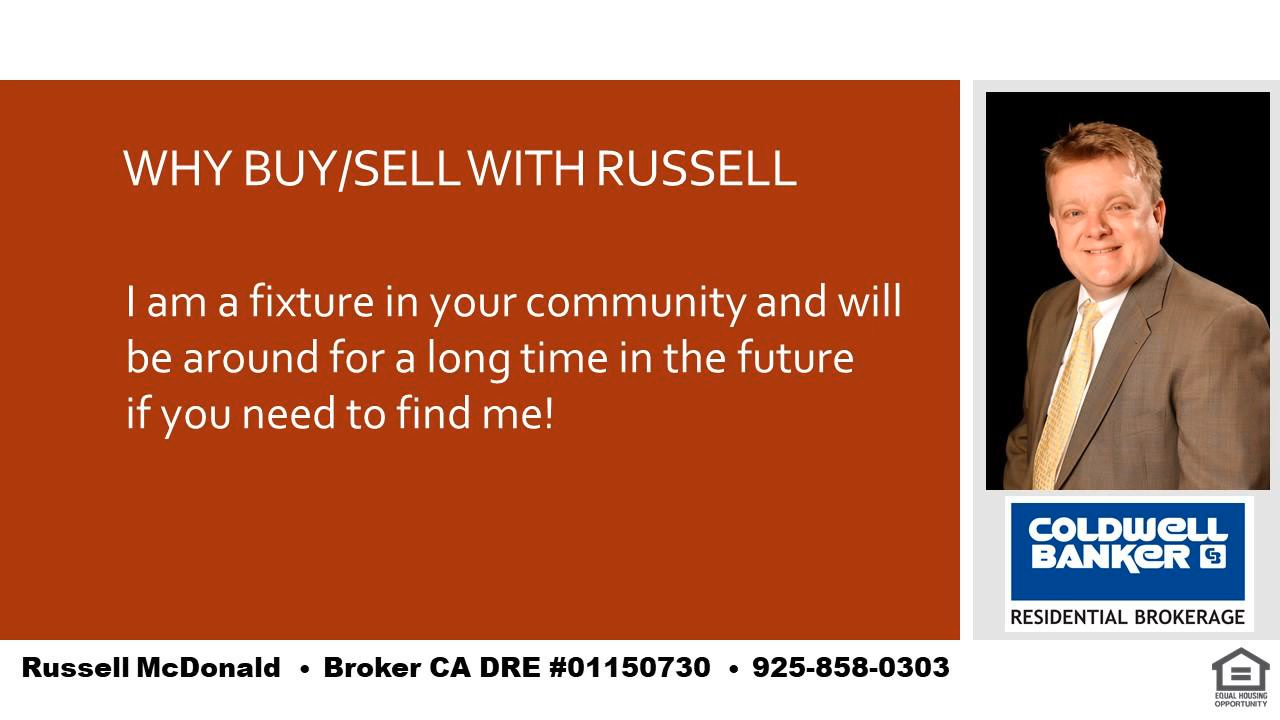 WHY BUY/SELL WITH RUSSELL
I am a fixture in your community and will
be around for a long time in the future
if you need to find me!
COLDWELL
BANKER CB
RESIDENTIAL BROKERAGE
Russell McDonald • Broker CA DRE #01150730 • 925-858-0303
EQUAL HOUSING
OPPORTUNITY